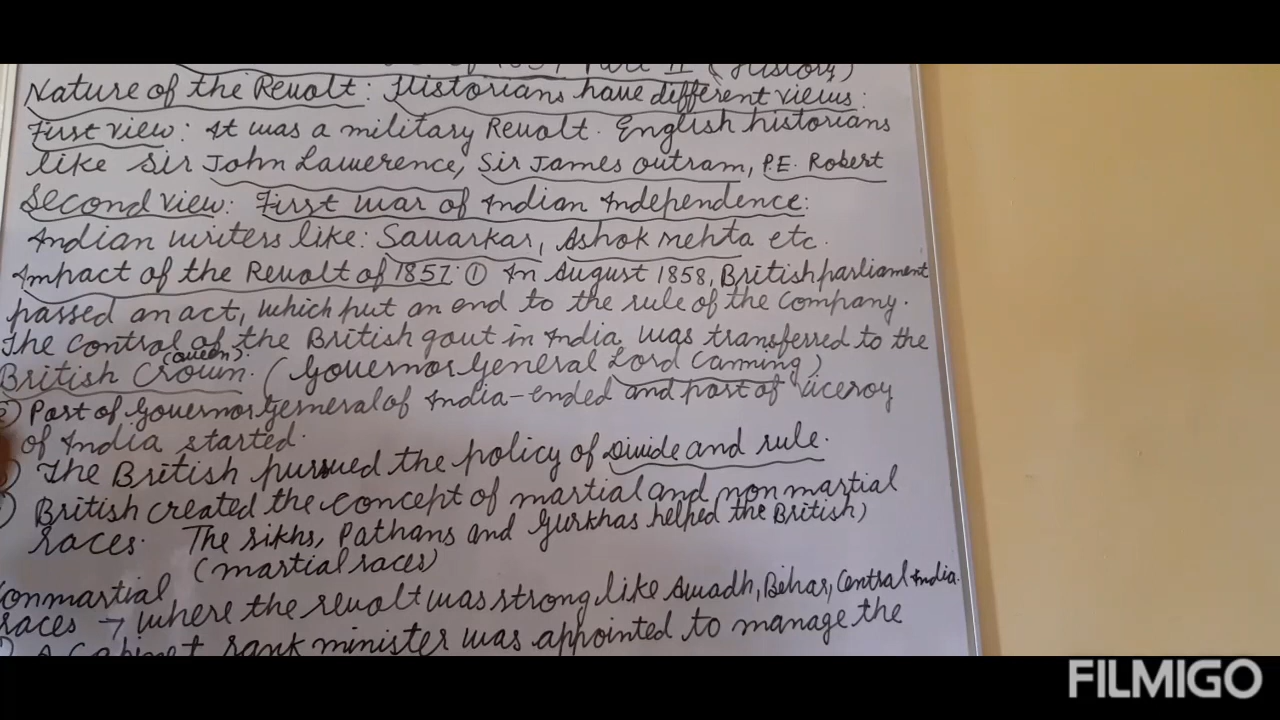 of 1857 Part II (History)
Nature of the Revolt: Historians have different views:
First view: It was a military Revolt. English historians
like Sir John Lawerence, Sir James Outram, P.E. Robert
Second view: First war of Indian Independence:
Indian writers like: Savarkar, Ashok Mehta etc.
Impact of the Revolt of 1857: ① In August 1858, British parliament
passed an act, which put an end to the rule of the Company.
The control of the British govt in India was transferred to the
British Crown. (Queen). (Governor General Lord Canning)
② Post of Governor General of India - ended and post of Viceroy
of India started.
The British pursued the policy of Divide and rule.
British created the concept of martial and non martial
races. The Sikhs, Pathans and Gurkhas helped the British)
(martial races)
onmartial
races → where the revolt was strong like Awadh, Bihar, Central India.
A Cabinet rank minister was appointed to manage the
FILMIGO